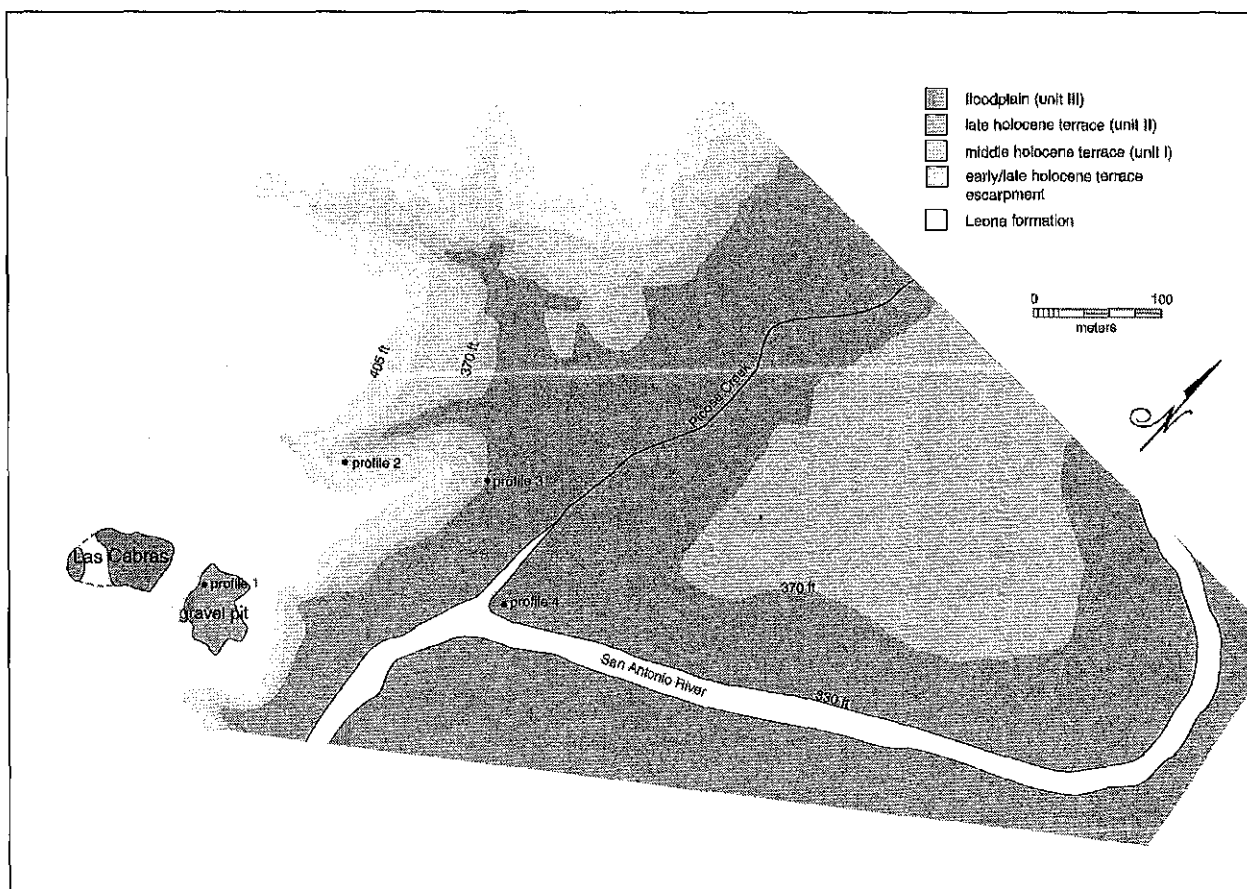 floodplain (unit III)
late holocene terrace (unit II)
middle holocene terrace (unit I)
early/late holocene terrace
escarpment
Leona formation
0 100
meters
N
405 ft
370 ft
Picosa Creek
profile 2
profile 3
Las Cabras
profile 1
gravel pit
profile 4
370 ft
San Antonio River
330 ft